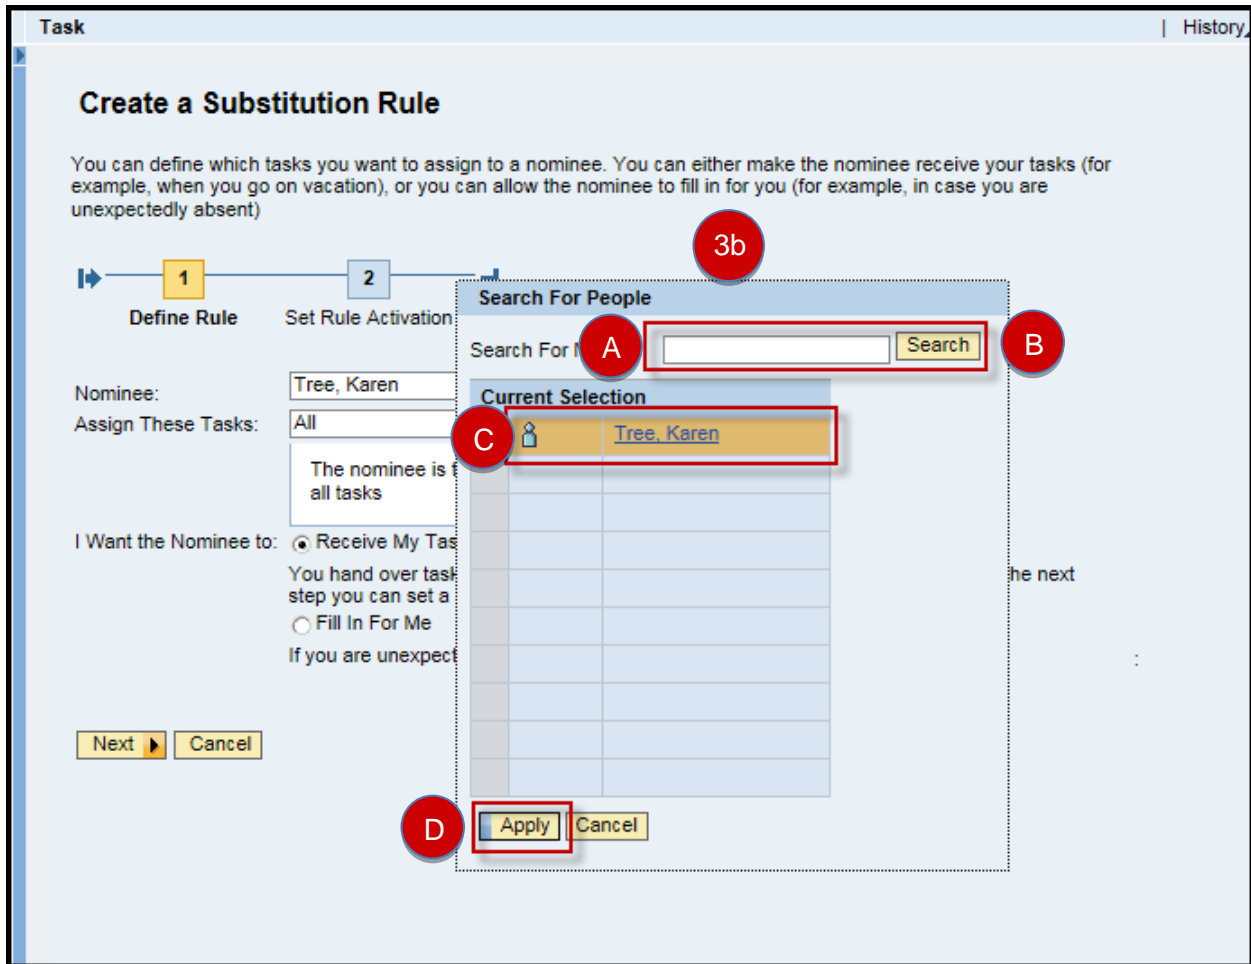 Task
| History
Create a Substitution Rule
You can define which tasks you want to assign to a nominee. You can either make the nominee receive your tasks (for
example, when you go on vacation), or you can allow the nominee to fill in for you (for example, in case you are
unexpectedly absent)
3b
1
2
Define Rule
Set Rule Activation
Search For People
Search For
A
Search
B
Nominee:
Tree, Karen
Current Selection
Assign These Tasks:
All
C
Tree, Karen
The nominee is
all tasks
I Want the Nominee to:
Receive My Tas
You hand over task
he next
step you can set a
Fill In For Me
If you are unexpect
:
Next
Cancel
D
Apply
Cancel